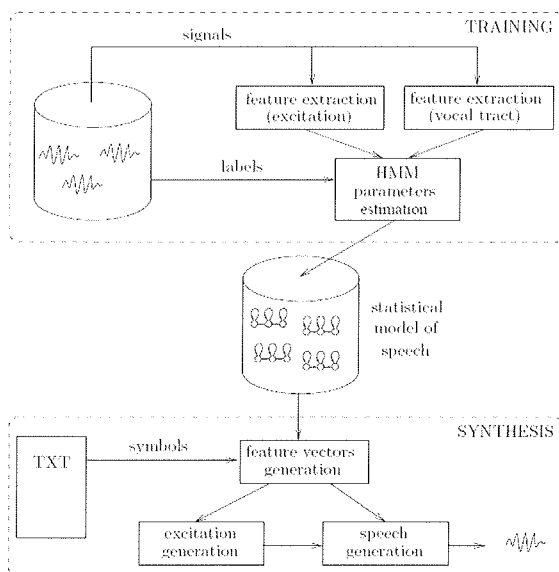 TRAINING
signals
feature extraction
(excitation)
feature extraction
(vocal tract)
labels
HMM
parameters
estimation
statistical
model of
speech
SYNTHESIS
TXT
symbols
feature vectors
generation
excitation
generation
speech
generation